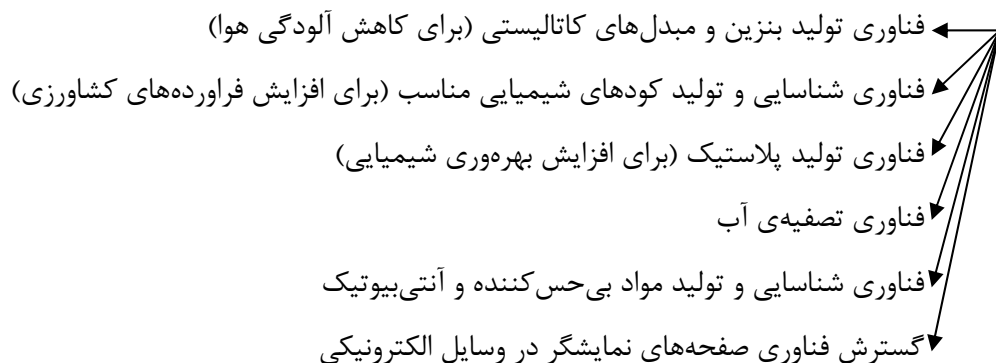 فناوری تولید بنزین و مبدل‌های کاتالیستی (برای کاهش آلودگی هوا)
فناوری شناسایی و تولید کودهای شیمیایی مناسب (برای افزایش فراورده‌های کشاورزی)
فناوری تولید پلاستیک (برای افزایش بهره‌وری شیمیایی)
فناوری تصفیه‌ی آب
فناوری شناسایی و تولید مواد بی‌حس‌کننده و آنتی‌بیوتیک
گسترش فناوری صفحه‌های نمایشگر در وسایل الکترونیکی